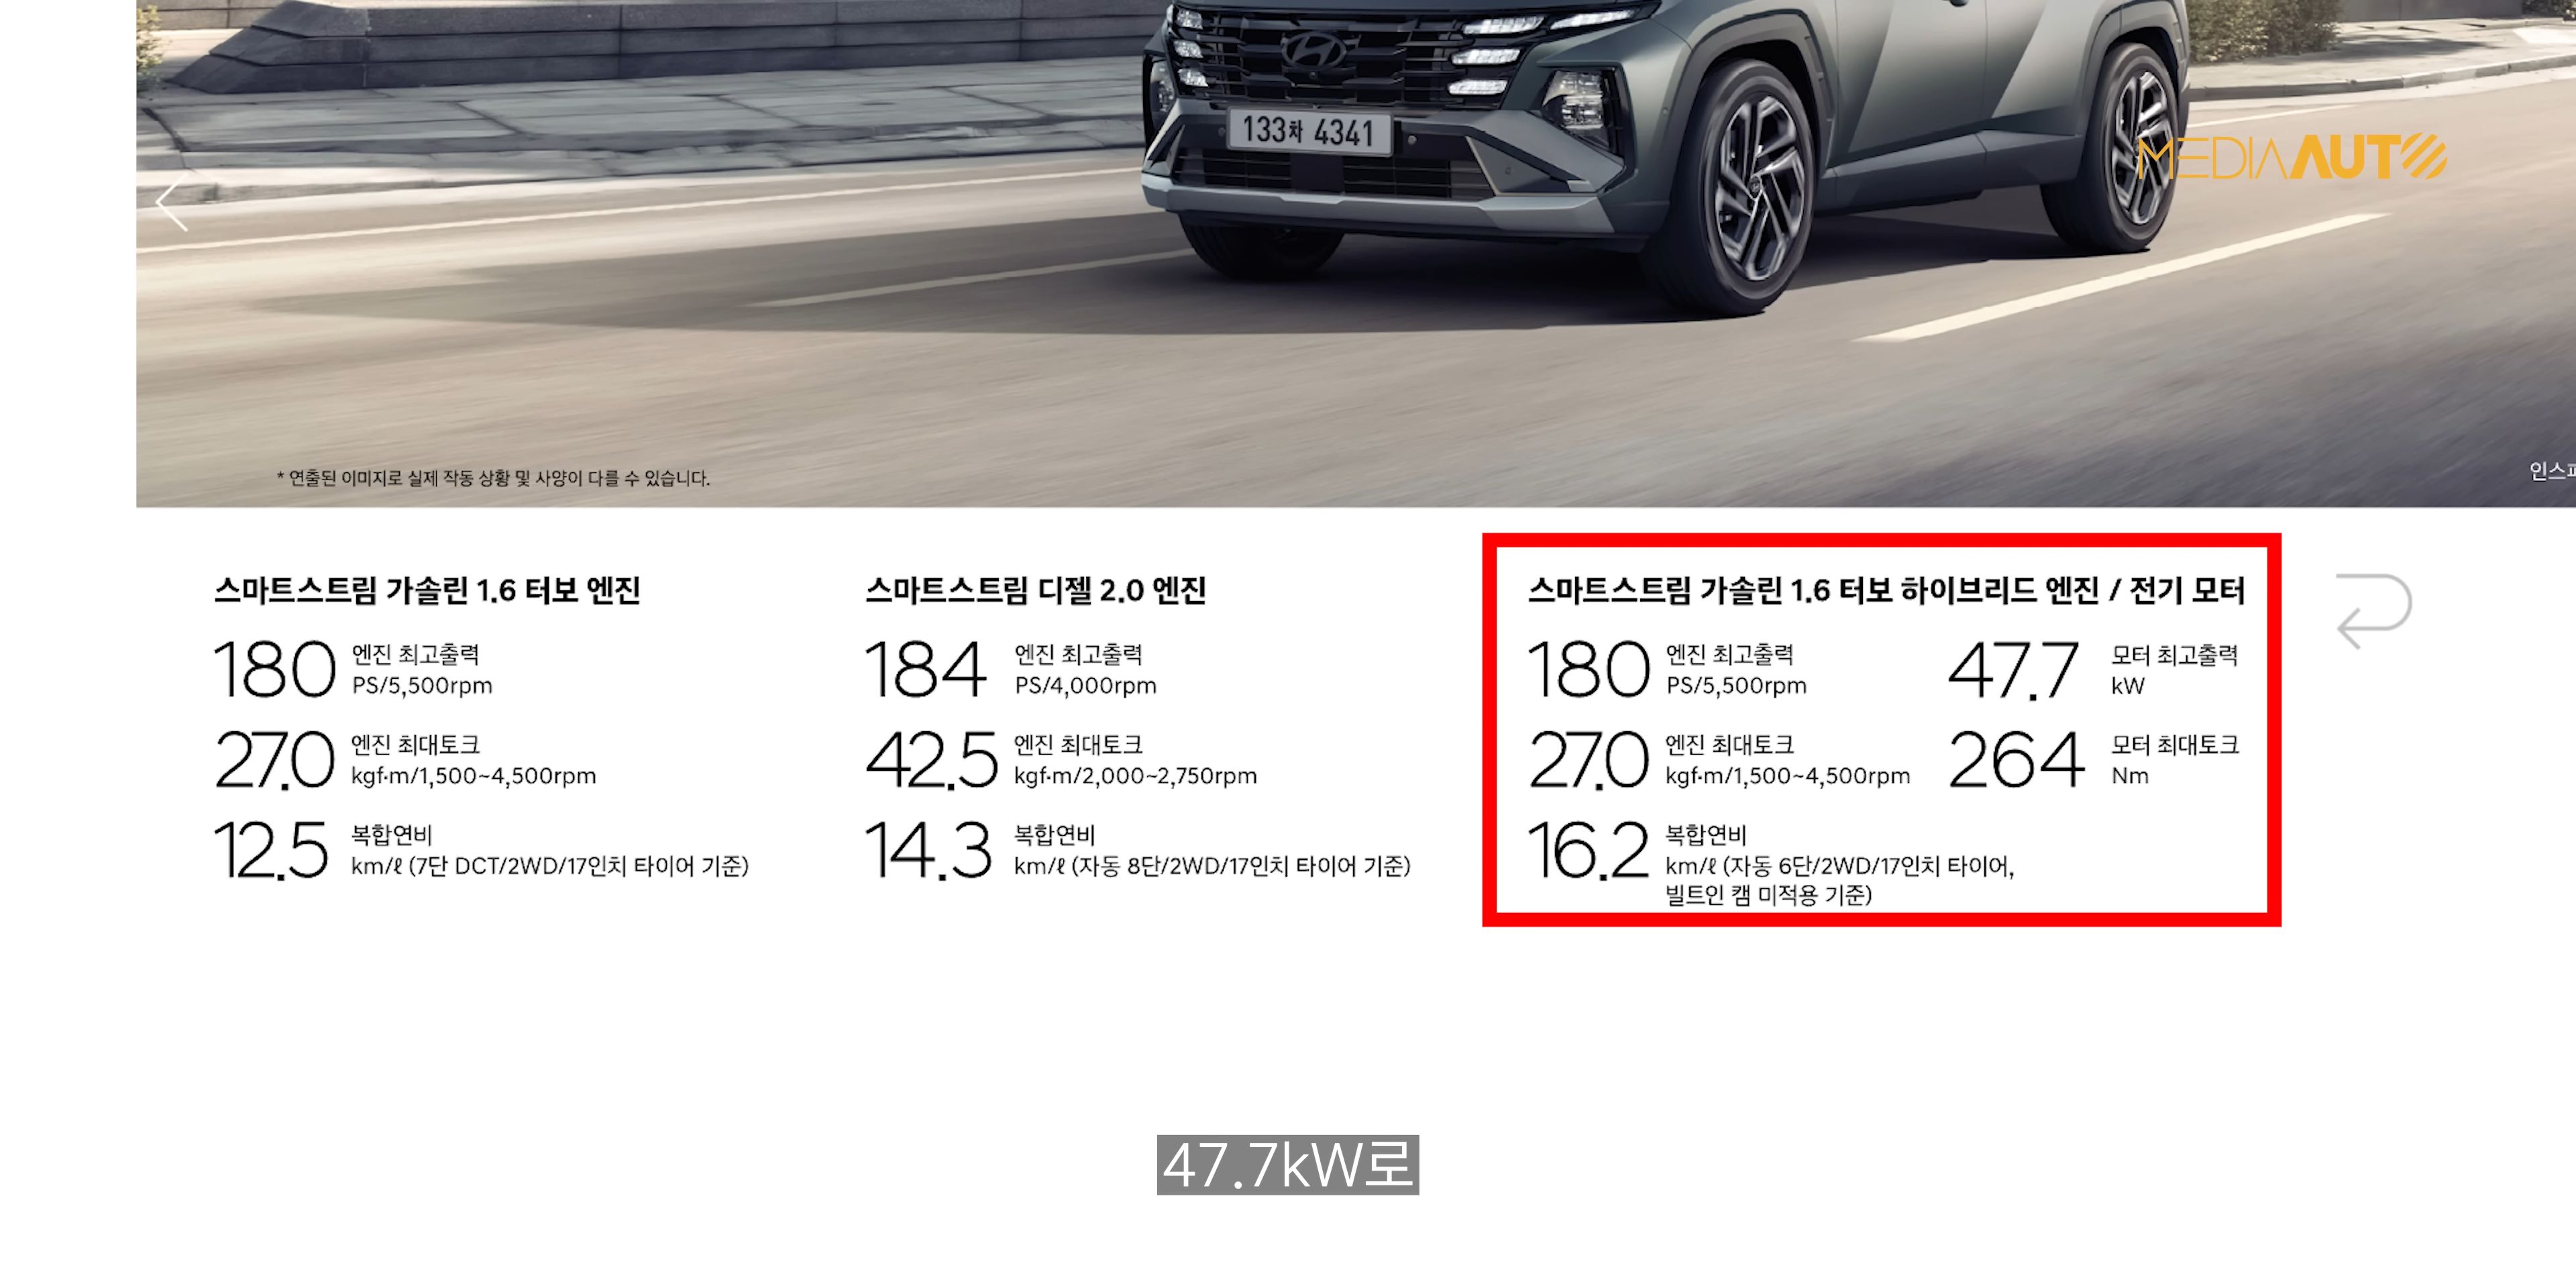 133차 4341
MEDIAAUTO
* 연출된 이미지로 실제 작동 상황 및 사양이 다를 수 있습니다.
스마트스트림 가솔린 1.6 터보 엔진
180 엔진 최고출력
PS/5,500rpm
27.0 엔진 최대토크
kgf·m/1,500~4,500rpm
12.5 복합연비
km/ℓ (7단 DCT/2WD/17인치 타이어 기준)
스마트스트림 디젤 2.0 엔진
184 엔진 최고출력
PS/4,000rpm
42.5 엔진 최대토크
kgf·m/2,000~2,750rpm
14.3 복합연비
km/ℓ (자동 8단/2WD/17인치 타이어 기준)
스마트스트림 가솔린 1.6 터보 하이브리드 엔진 / 전기 모터
180 엔진 최고출력
PS/5,500rpm
47.7 모터 최고출력
kW
27.0 엔진 최대토크
kgf·m/1,500~4,500rpm
264 모터 최대토크
Nm
16.2 복합연비
km/ℓ (자동 6단/2WD/17인치 타이어,
빌트인 캠 미적용 기준)
47.7kW로